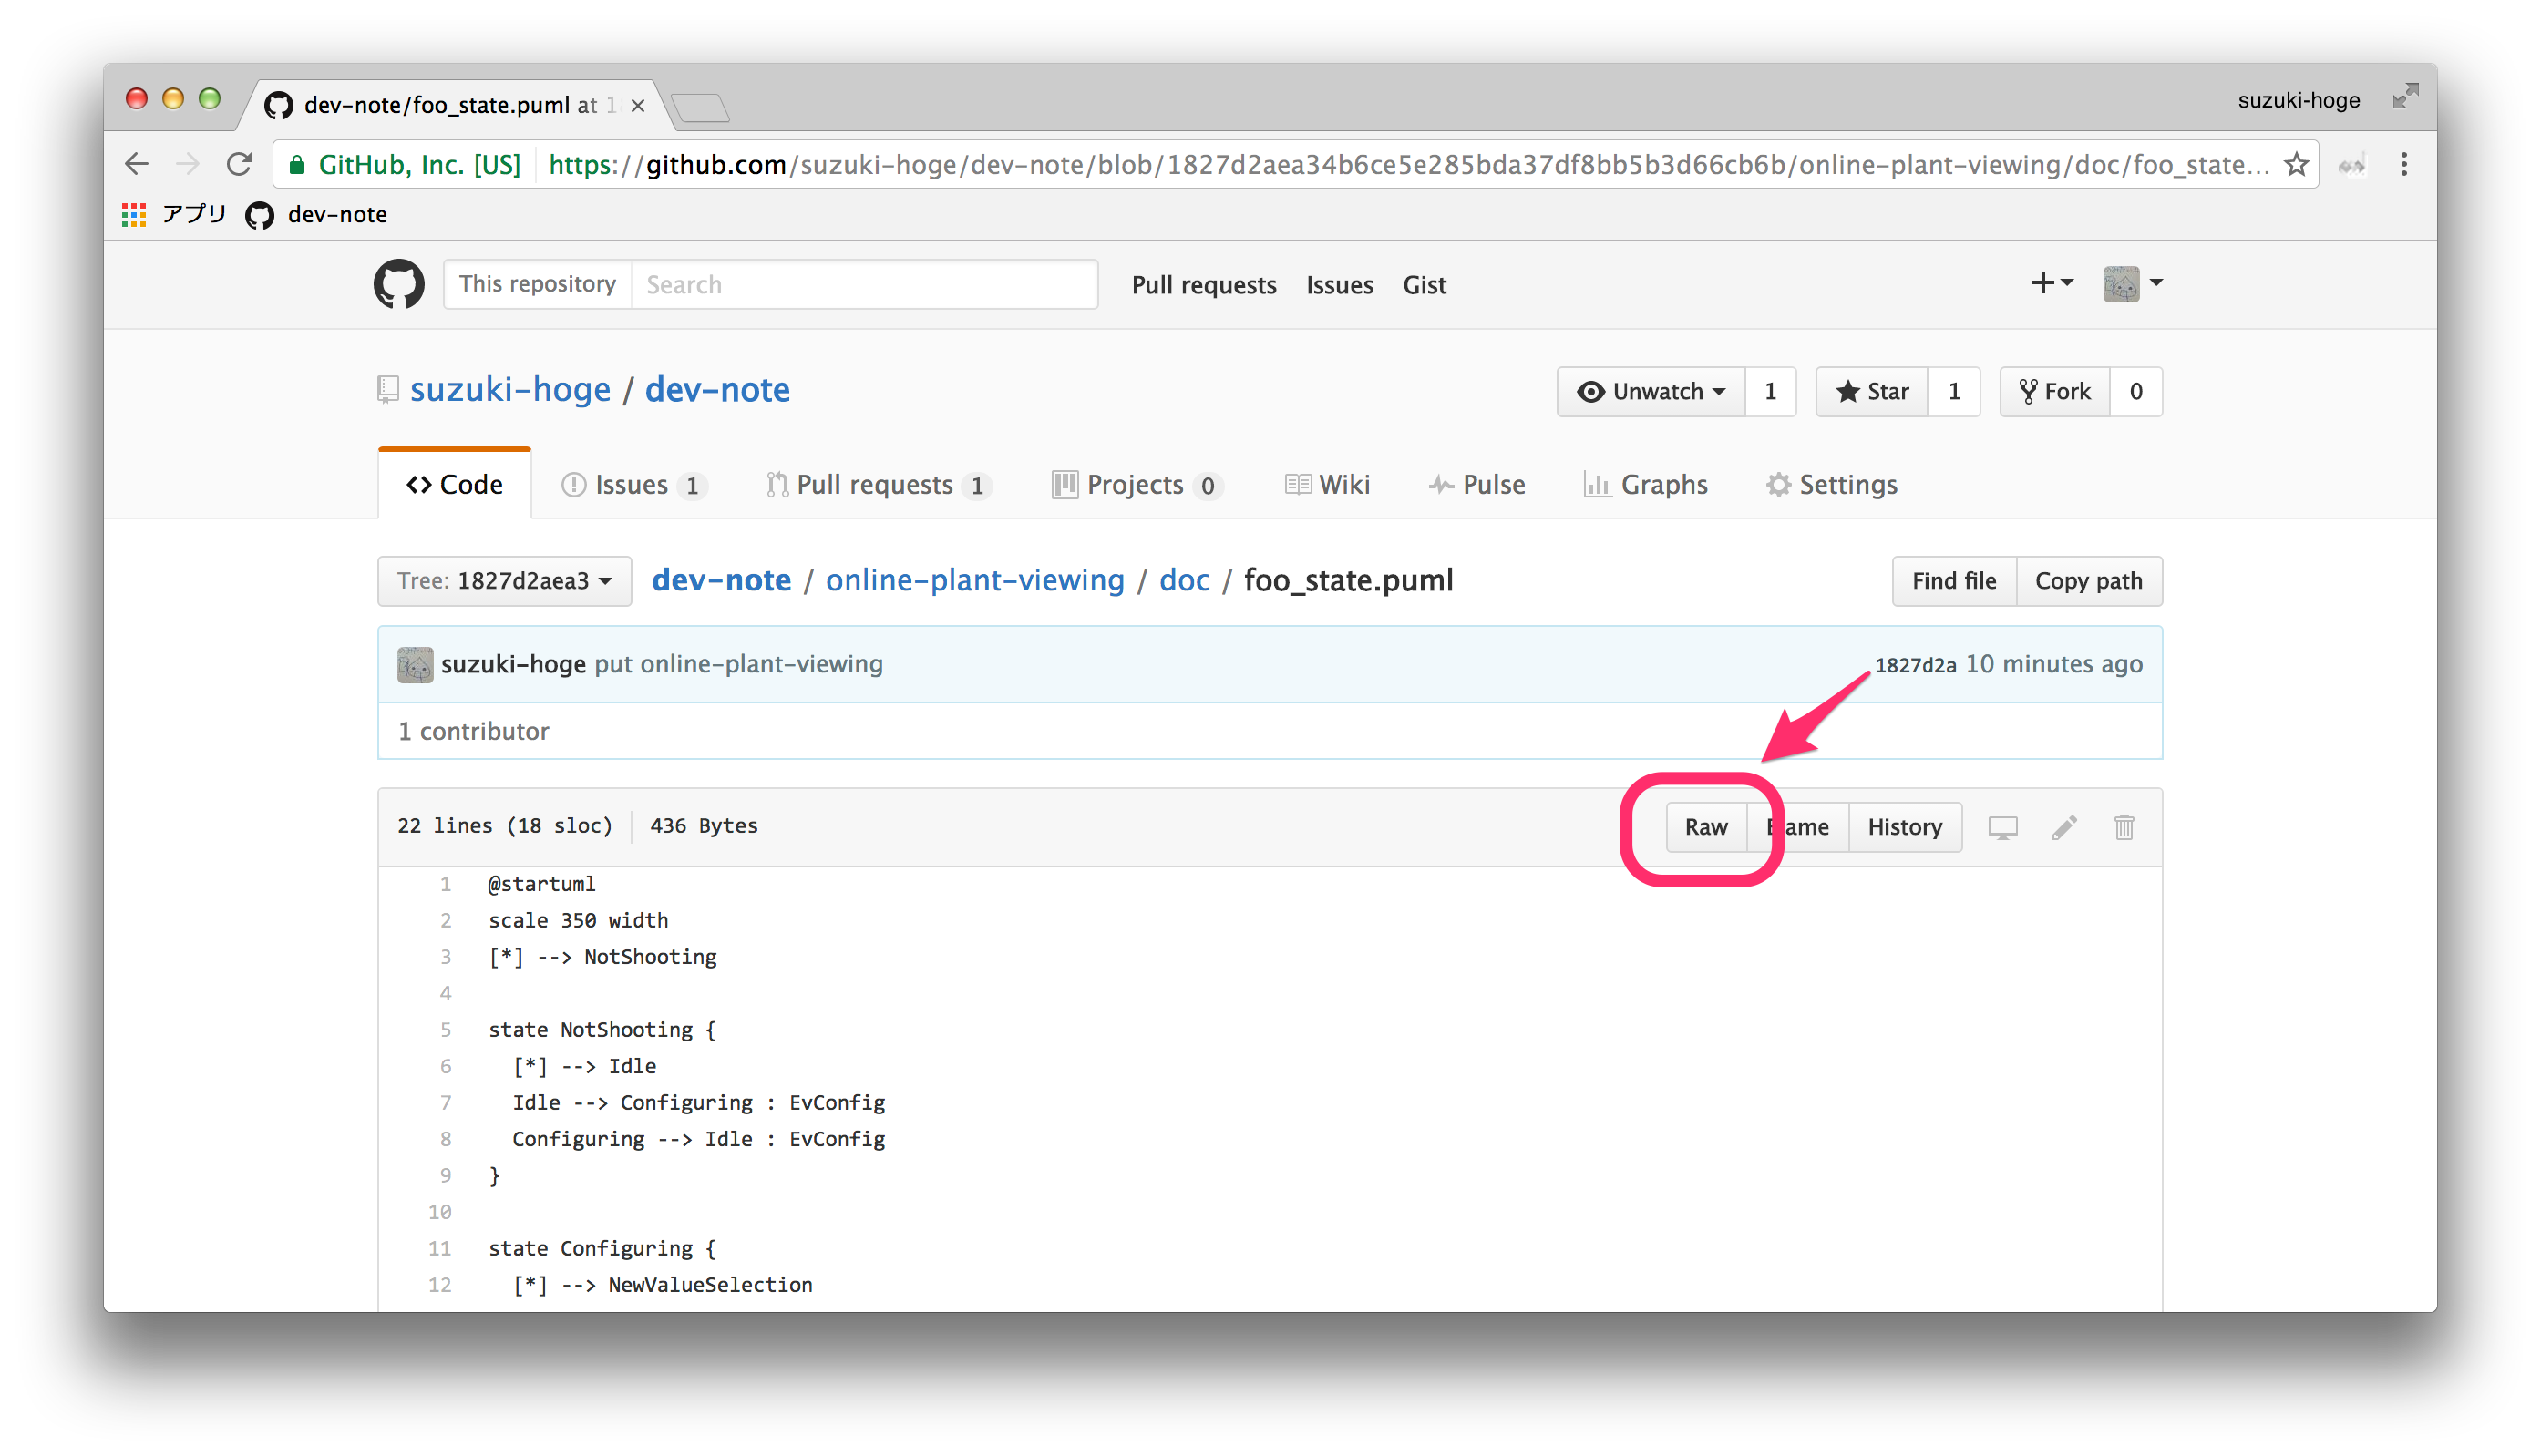 dev-note/foo_state.puml at 1
suzuki-hoge
GitHub, Inc. [US] https://github.com/suzuki-hoge/dev-note/blob/1827d2aea34b6ce5e285bda37df8bb5b3d66cb6b/online-plant-viewing/doc/foo_state...
アプリ dev-note
This repository Search Pull requests Issues Gist
suzuki-hoge / dev-note Unwatch 1 Star 1 Fork 0
Code Issues 1 Pull requests 1 Projects 0 Wiki Pulse Graphs Settings
Tree: 1827d2aea3 dev-note / online-plant-viewing / doc / foo_state.puml Find file Copy path
suzuki-hoge put online-plant-viewing 1827d2a 10 minutes ago
1 contributor
22 lines (18 sloc) 436 Bytes Raw Blame History
1 @startuml
2 scale 350 width
3 [*] --> NotShooting
4
5 state NotShooting {
6 [*] --> Idle
7 Idle --> Configuring : EvConfig
8 Configuring --> Idle : EvConfig
9 }
10
11 state Configuring {
12 [*] --> NewValueSelection